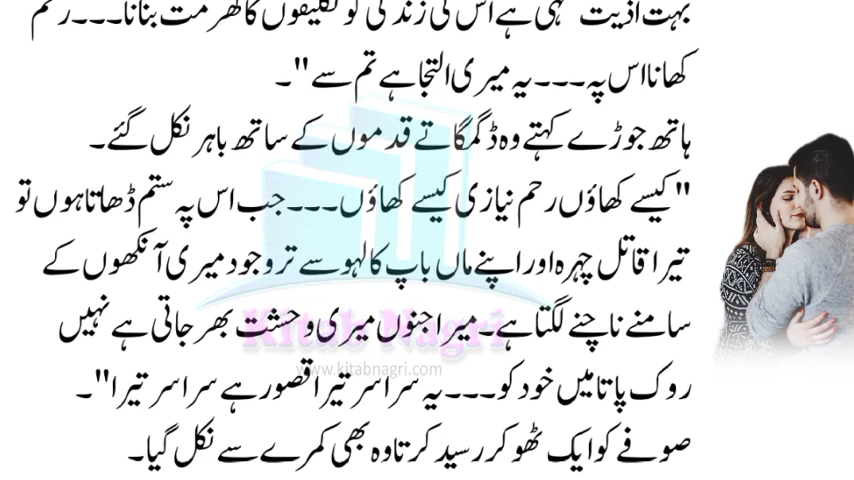 بہت اذیت سہی ہے اس کی زندگی کو تکلیفوں کا گھر مت بنانا۔۔۔رحم
کھانا اس پہ۔۔۔یہ میری التجا ہے تم سے"۔
ہاتھ جوڑے کہتے وہ ڈگمگاتے قدموں کے ساتھ باہر نکل گئے۔
"کیسے کھاؤں رحم نیازی کیسے کھاؤں۔۔۔جب اس پہ ستم ڈھاتا ہوں تو
تیرا قاتل چہرہ اور اپنے ماں باپ کا لہو سے تر وجود میری آنکھوں کے
سامنے ناچنے لگتا ہے۔۔میرا جنوں میری وحشت بھر جاتی ہے نہیں
روک پاتا میں خود کو۔۔۔یہ سراسر تیرا قصور ہے سراسر تیرا"۔
صوفے کو ایک ٹھوکر رسید کرتا وہ بھی کمرے سے نکل گیا۔
Kitab Nagri
www.kitabnagri.com